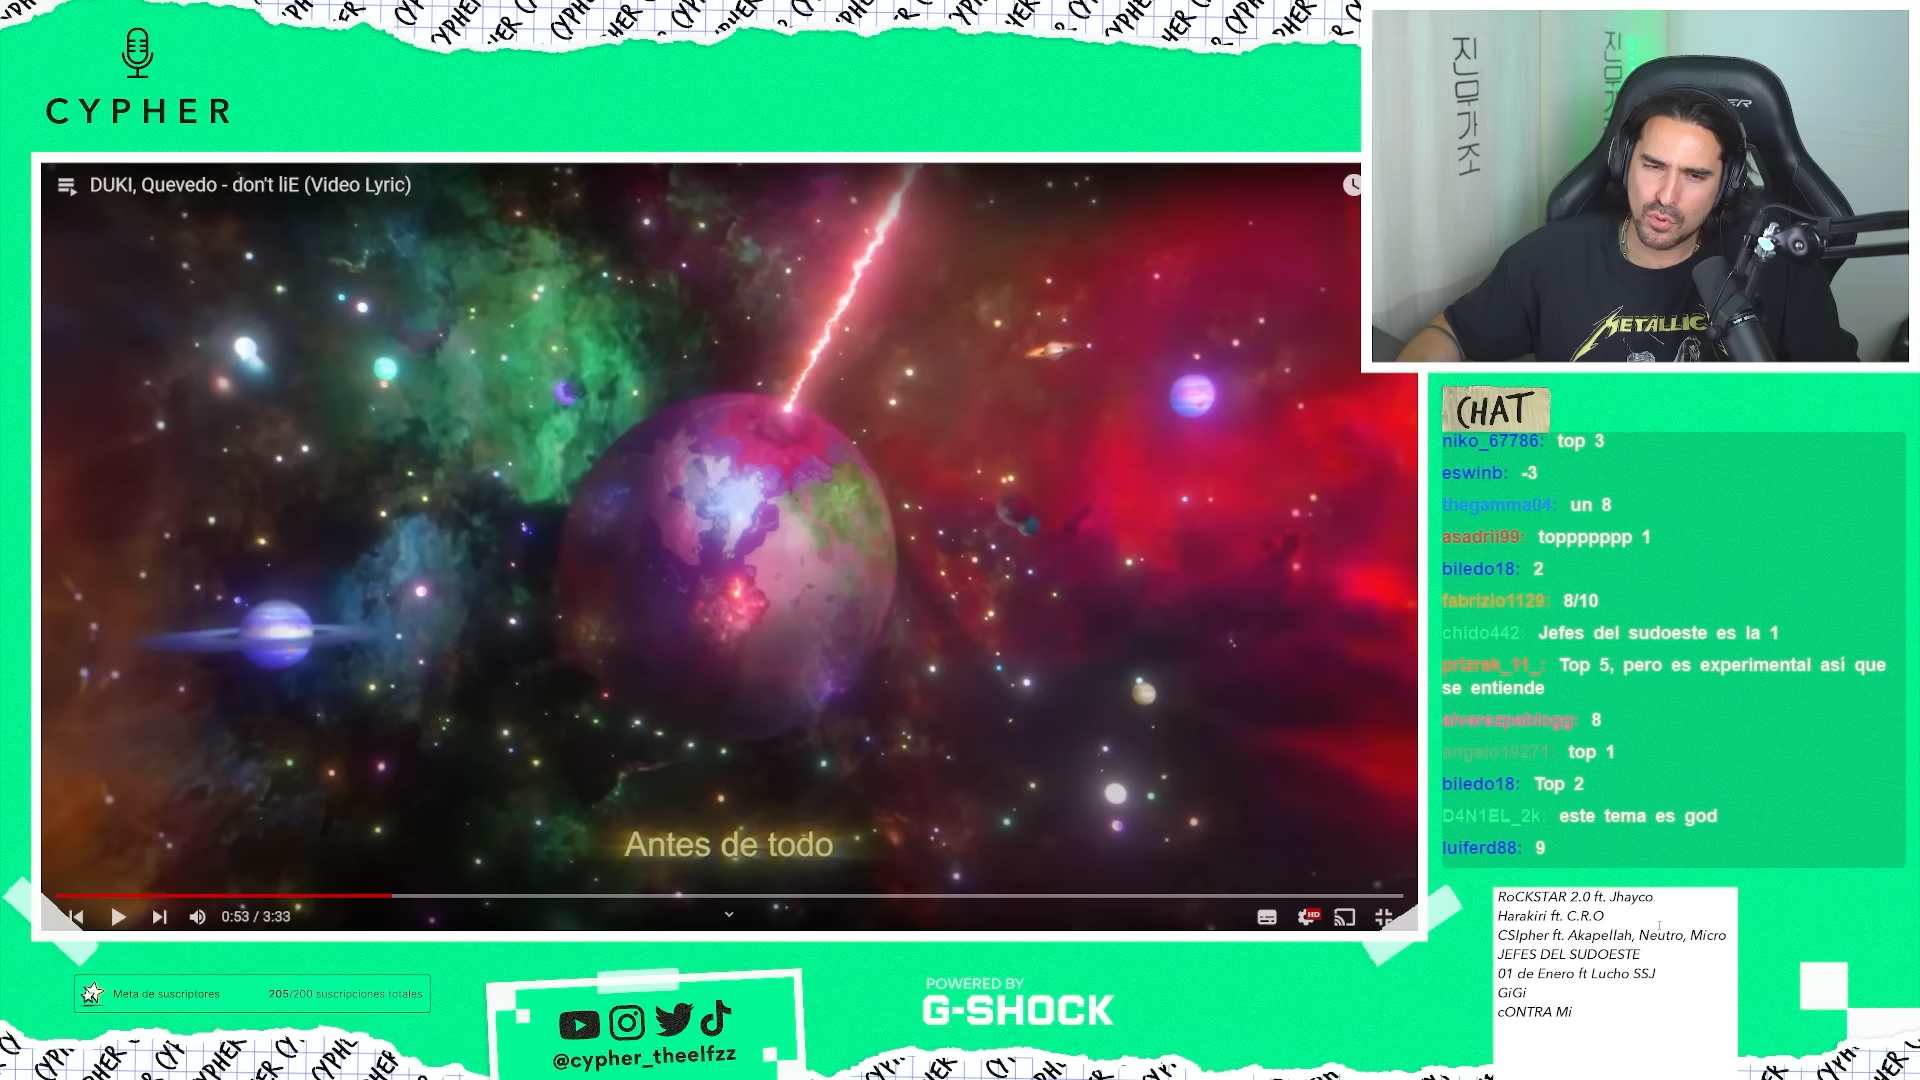 CYPHER
DUKI, Quevedo - don't liE (Video Lyric)
Antes de todo
0:53 / 3:33
HD
METALLIC
CHAT
niko_67786: top 3
eswinb: -3
thegamma04: un 8
asadrii99: toppppppp 1
biledo18: 2
fabrizio1129: 8/10
chido442: Jefes del sudoeste es la 1
prizrak_11_: Top 5, pero es experimental así que
se entiende
alvarezpablogg: 8
angelo19271: top 1
biledo18: Top 2
D4N1EL_2k: este tema es god
luiferd88: 9
RoCKSTAR 2.0 ft. Jhayco
Harakiri ft. C.R.O
CSIpher ft. Akapellah, Neutro, Micro
JEFES DEL SUDOESTE
01 de Enero ft Lucho SSJ
GiGi
cONTRA Mi
Meta de suscriptores 205/200 suscripciones totales
@cypher_theelfzz
POWERED BY
G-SHOCK